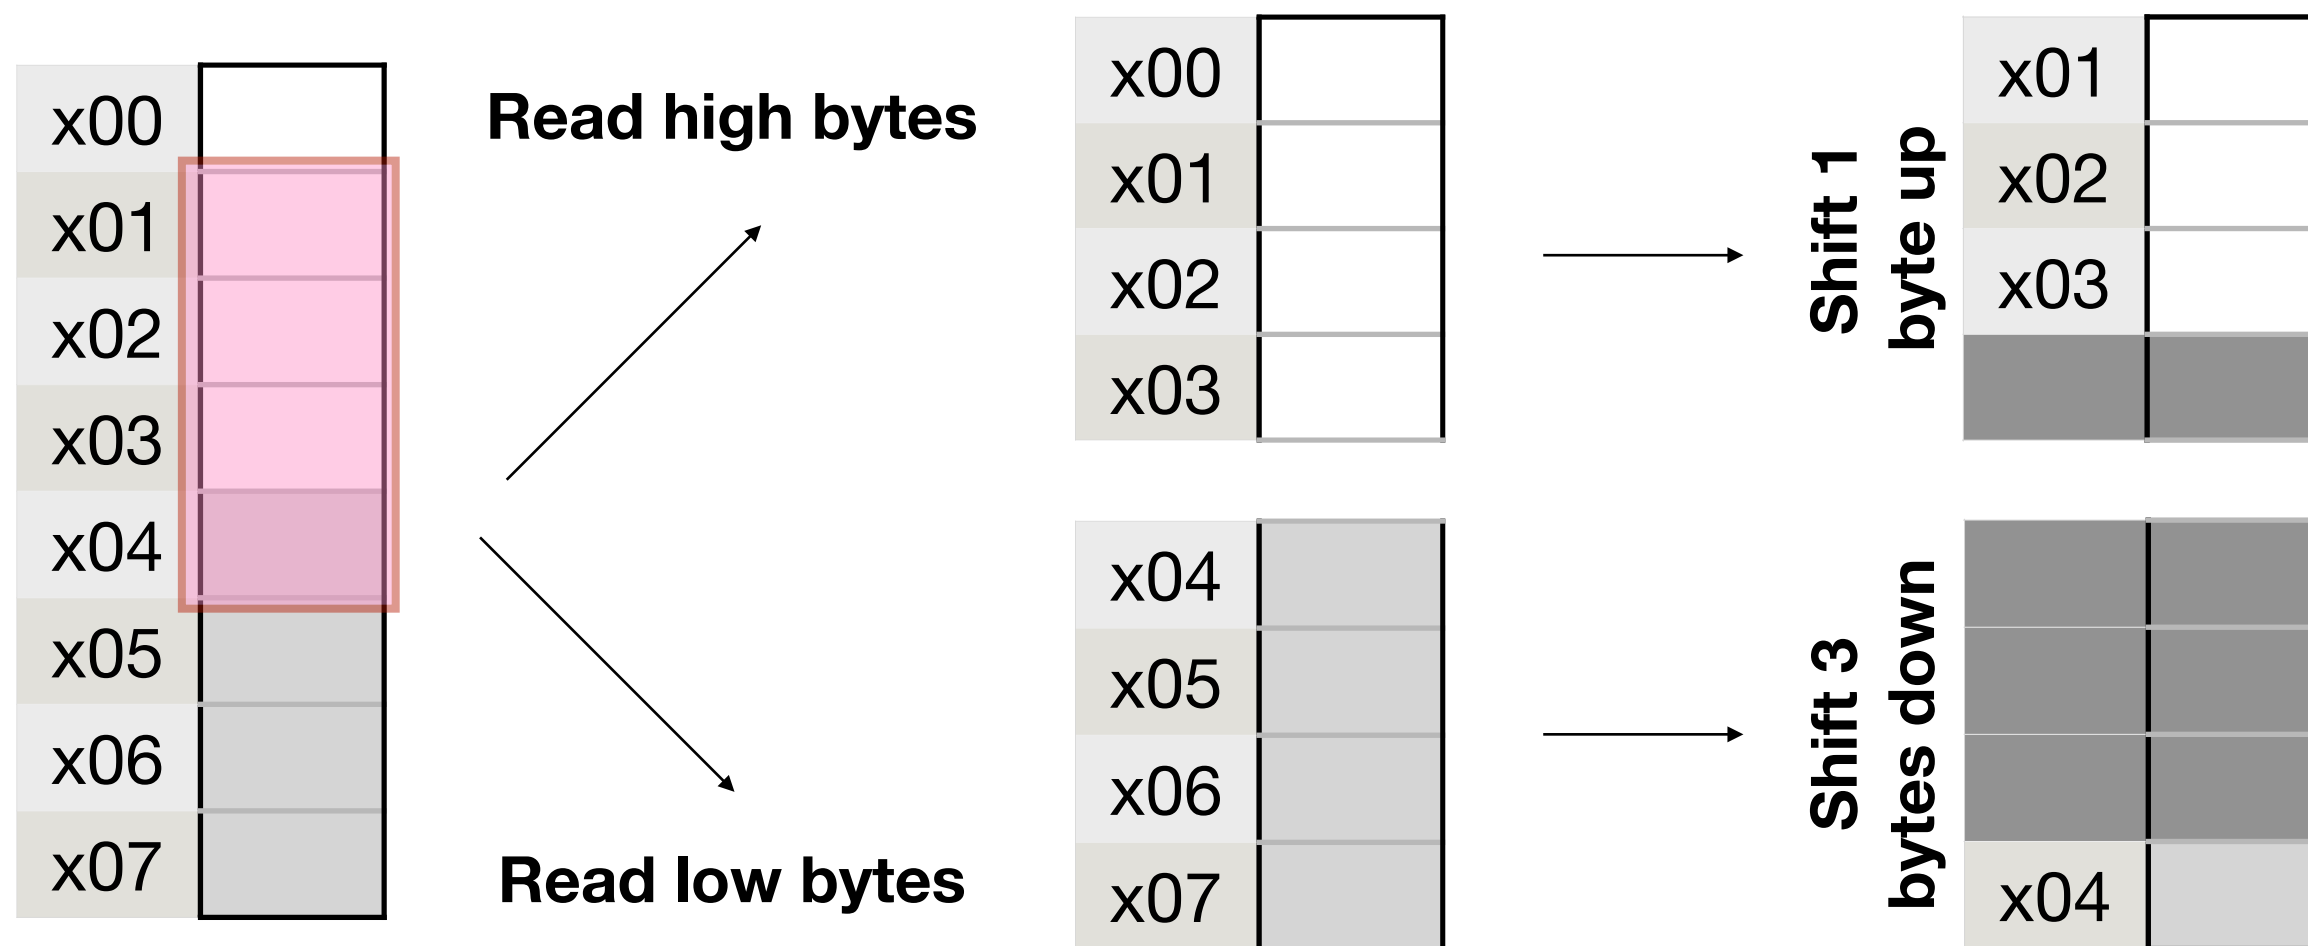 x00
x01
x02
x03
x04
x05
x06
x07
Read high bytes
Read low bytes
x00
x01
x02
x03
x04
x05
x06
x07
Shift 1
byte up
Shift 3
bytes down
x01
x02
x03
x04